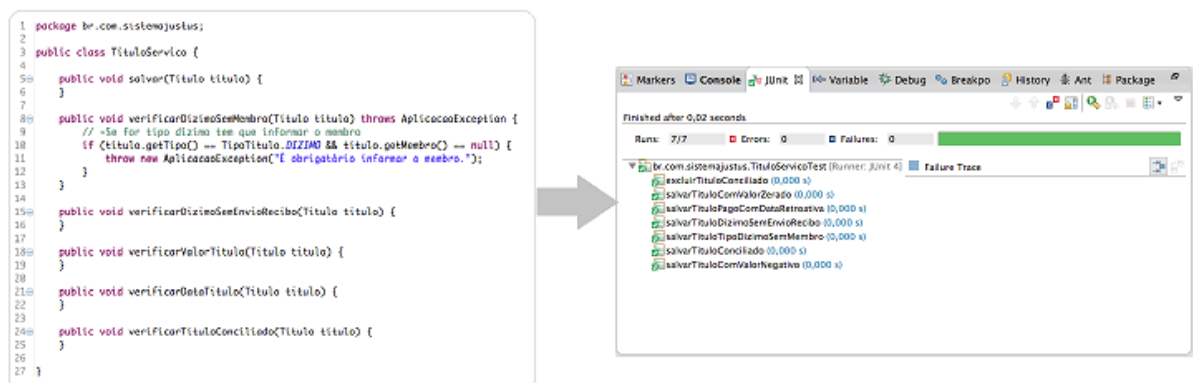 1 package br.com.sistemajustus;
2
3 public class TituloServico {
4
5 public void salvar(Titulo titulo) {
6 }
7
8 public void verificarDizimoSemMembro(Titulo titulo) throws AplicacaoException {
9 // -Se for tipo dizimo tem que informar o membro
10 if (titulo.getTipo() == TipoTitulo.DIZIMO && titulo.getMembro() == null) {
11 throw new AplicacaoException("É obrigatório informar o membro.");
12 }
13 }
14
15 public void verificarDizimoSemEnvioRecibo(Titulo titulo) {
16 }
17
18 public void verificarValorTitulo(Titulo titulo) {
19 }
20
21 public void verificarDataTitulo(Titulo titulo) {
22 }
23
24 public void verificarTituloConciliado(Titulo titulo) {
25 }
26
27 }
Markers Console JUnit Variable Debug Breakpo History Ant Package
Finished after 0,02 seconds
Runs: 7/7 Errors: 0 Failures: 0
br.com.sistemajustus.TituloServicoTest [Runner: JUnit 4] Failure Trace
excluirTituloConciliado (0,000 s)
salvarTituloComValorZerado (0,000 s)
salvarTituloPagoComDataRetroativa (0,000 s)
salvarTituloDizimoSemEnvioRecibo (0,000 s)
salvarTituloTipoDizimoSemMembro (0,000 s)
salvarTituloConciliado (0,000 s)
salvarTituloComValorNegativo (0,000 s)